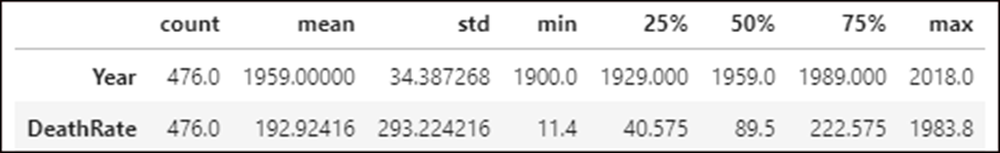 count mean std min 25% 50% 75% max
Year 476.0 1959.00000 34.387268 1900.0 1929.000 1959.0 1989.000 2018.0
DeathRate 476.0 192.92416 293.224216 11.4 40.575 89.5 222.575 1983.8